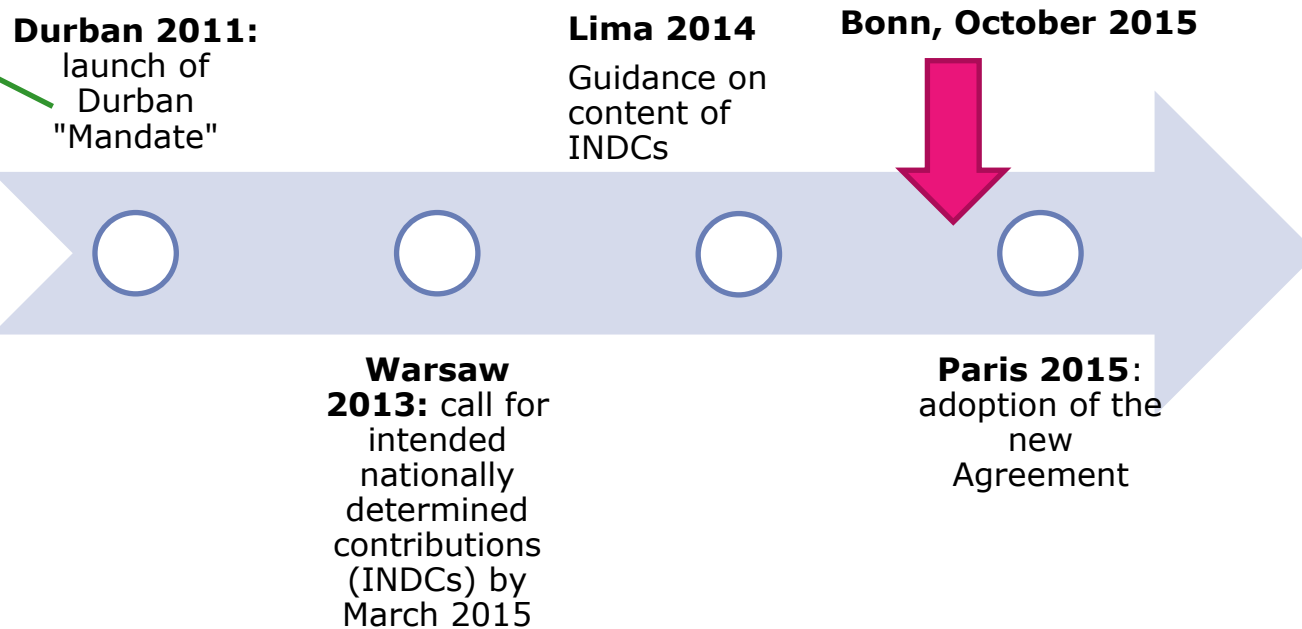 Durban 2011:
launch of
Durban
"Mandate"
Lima 2014
Guidance on
content of
INDCs
Bonn, October 2015
Warsaw
2013: call for
intended
nationally
determined
contributions
(INDCs) by
March 2015
Paris 2015:
adoption of the
new
Agreement